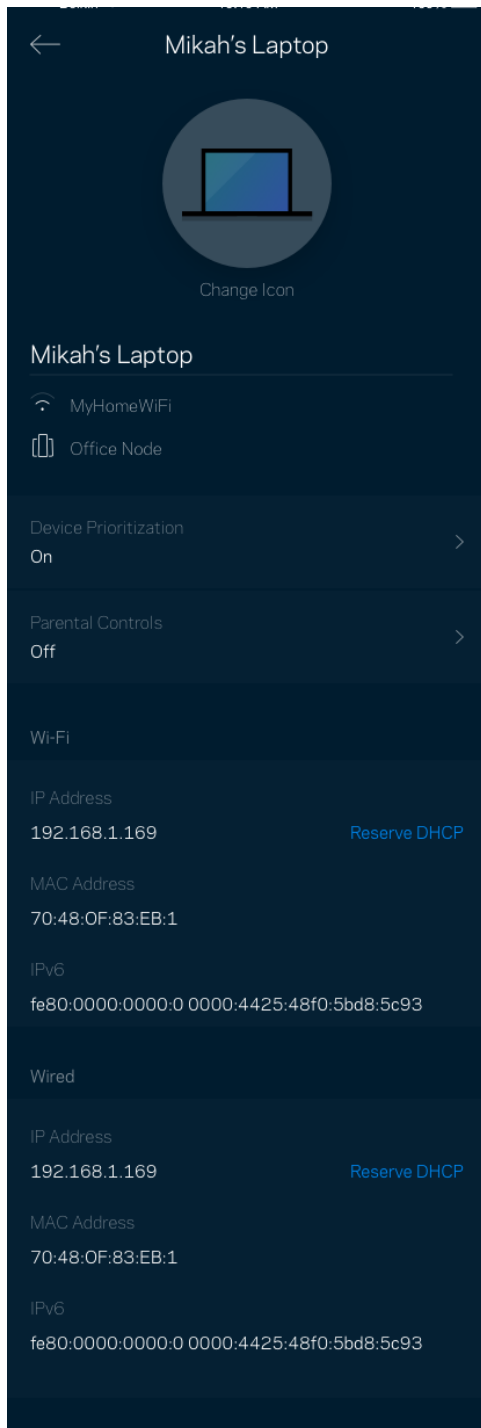 Mikah's Laptop
Change Icon
Mikah's Laptop
MyHomeWiFi
Office Node
Device Prioritization
On
Parental Controls
Off
Wi-Fi
IP Address
192.168.1.169 Reserve DHCP
MAC Address
70:48:0F:83:EB:1
IPv6
fe80:0000:0000:0 0000:4425:48f0:5bd8:5c93
Wired
IP Address
192.168.1.169 Reserve DHCP
MAC Address
70:48:0F:83:EB:1
IPv6
fe80:0000:0000:0 0000:4425:48f0:5bd8:5c93